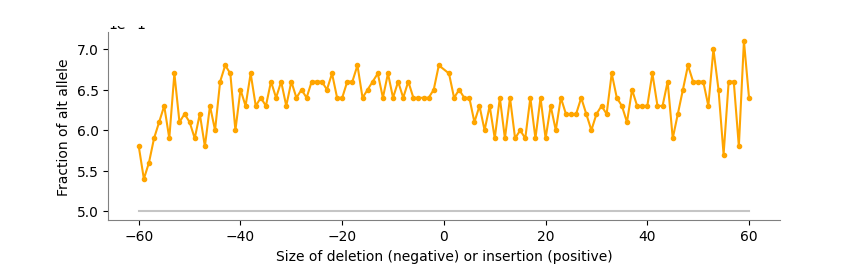 7.0
6.5
6.0
5.5
5.0
Fraction of alt allele
−60 −40 −20 0 20 40 60
Size of deletion (negative) or insertion (positive)